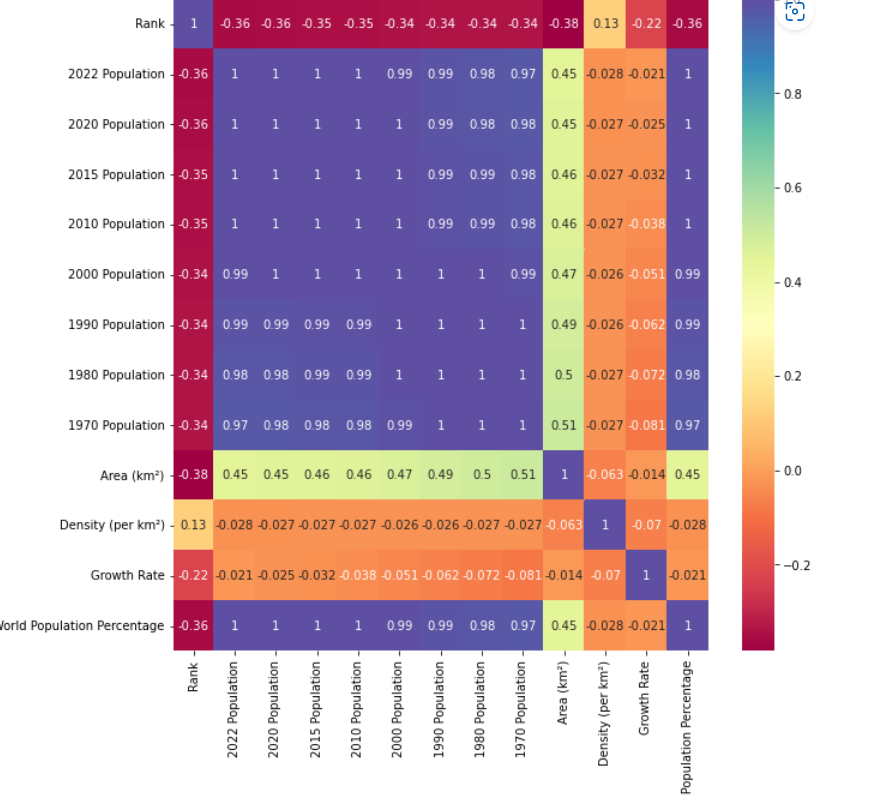 Rank 1 -0.36 -0.36 -0.35 -0.35 -0.34 -0.34 -0.34 -0.34 -0.38 0.13 -0.22 -0.36
2022 Population -0.36 1 1 1 1 0.99 0.99 0.98 0.97 0.45 -0.028 -0.021 1
0.8
2020 Population -0.36 1 1 1 1 1 0.99 0.98 0.98 0.45 -0.027 -0.025 1
2015 Population -0.35 1 1 1 1 1 0.99 0.99 0.98 0.46 -0.027 -0.032 1
0.6
2010 Population -0.35 1 1 1 1 1 0.99 0.99 0.98 0.46 -0.027 -0.038 1
2000 Population -0.34 0.99 1 1 1 1 1 1 0.99 0.47 -0.026 -0.051 0.99
0.4
1990 Population -0.34 0.99 0.99 0.99 0.99 1 1 1 1 0.49 -0.026 -0.062 0.99
1980 Population -0.34 0.98 0.98 0.99 0.99 1 1 1 1 0.5 -0.027 -0.072 0.98
0.2
1970 Population -0.34 0.97 0.98 0.98 0.98 0.99 1 1 1 0.51 -0.027 -0.081 0.97
Area (km²) -0.38 0.45 0.45 0.46 0.46 0.47 0.49 0.5 0.51 1 -0.063 -0.014 0.45
0.0
Density (per km²) 0.13 -0.028 -0.027 -0.027 -0.027 -0.026 -0.026 -0.027 -0.027 -0.063 1 -0.07 -0.028
−0.2
Growth Rate -0.22 -0.021 -0.025 -0.032 -0.038 -0.051 -0.062 -0.072 -0.081 -0.014 -0.07 1 -0.021
Population Percentage -0.36 1 1 1 1 0.99 0.99 0.98 0.97 0.45 -0.028 -0.021 1
Rank
2022 Population
2020 Population
2015 Population
2010 Population
2000 Population
1990 Population
1980 Population
1970 Population
Area (km²)
Density (per km²)
Growth Rate
Population Percentage